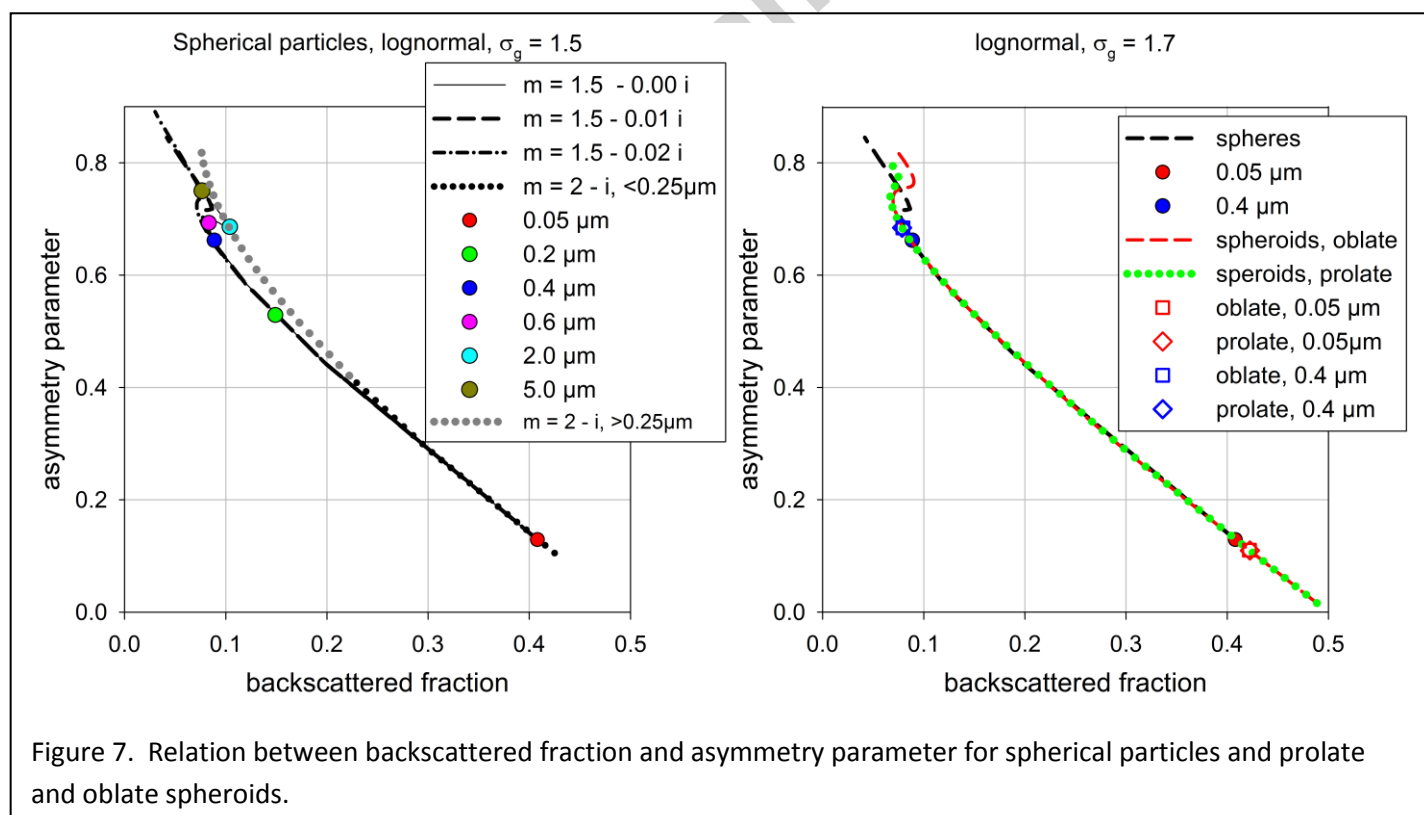 Spherical particles, lognormal, σg = 1.5
m = 1.5 - 0.00 i
m = 1.5 - 0.01 i
m = 1.5 - 0.02 i
m = 2 - i, <0.25µm
0.05 µm
0.2 µm
0.4 µm
0.6 µm
2.0 µm
5.0 µm
m = 2 - i, >0.25µm
asymmetry parameter
0.8
0.6
0.4
0.2
0.0
0.0 0.1 0.2 0.3 0.4 0.5
backscattered fraction
lognormal, σg = 1.7
spheres
0.05 µm
0.4 µm
spheroids, oblate
speroids, prolate
oblate, 0.05 µm
prolate, 0.05µm
oblate, 0.4 µm
prolate, 0.4 µm
asymmetry parameter
0.8
0.6
0.4
0.2
0.0
0.0 0.1 0.2 0.3 0.4 0.5
backscattered fraction
Figure 7. Relation between backscattered fraction and asymmetry parameter for spherical particles and prolate
and oblate spheroids.